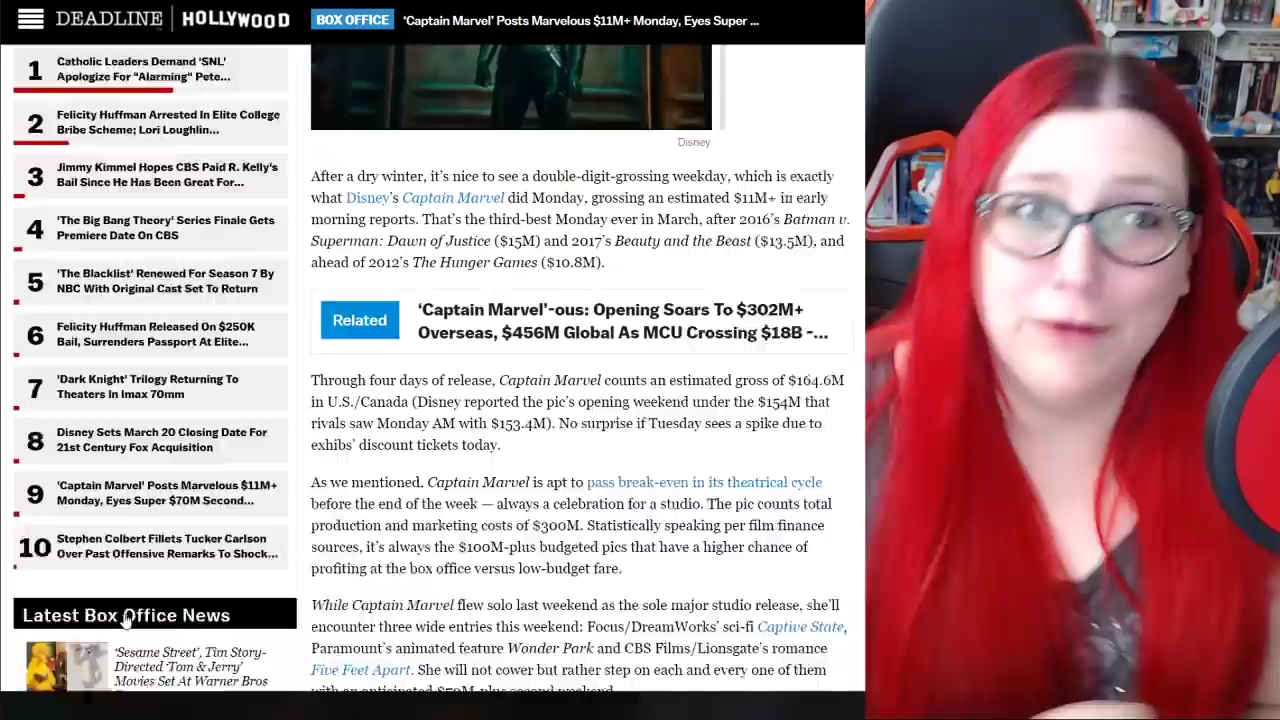 DEADLINE | HOLLYWOOD
BOX OFFICE
‘Captain Marvel’ Posts Marvelous $11M+ Monday, Eyes Super ...
1
Catholic Leaders Demand ‘SNL’
Apologize For "Alarming" Pete...
2
Felicity Huffman Arrested In Elite College
Bribe Scheme; Lori Loughlin...
3
Jimmy Kimmel Hopes CBS Paid R. Kelly's
Bail Since He Has Been Great For...
4
'The Big Bang Theory' Series Finale Gets
Premiere Date On CBS
5
'The Blacklist' Renewed For Season 7 By
NBC With Original Cast Set To Return
6
Felicity Huffman Released On $250K
Bail, Surrenders Passport At Elite...
7
'Dark Knight' Trilogy Returning To
Theaters In Imax 70mm
8
Disney Sets March 20 Closing Date For
21st Century Fox Acquisition
9
'Captain Marvel' Posts Marvelous $11M+
Monday, Eyes Super $70M Second...
10
Stephen Colbert Fillets Tucker Carlson
Over Past Offensive Remarks To Shock...
Latest Box Office News
‘Sesame Street’, Tim Story-
Directed ‘Tom & Jerry’
Movies Set At Warner Bros
Disney
After a dry winter, it’s nice to see a double-digit-grossing weekday, which is exactly
what Disney’s Captain Marvel did Monday, grossing an estimated $11M+ in early
morning reports. That’s the third-best Monday ever in March, after 2016’s Batman v.
Superman: Dawn of Justice ($15M) and 2017’s Beauty and the Beast ($13.5M), and
ahead of 2012’s The Hunger Games ($10.8M).
Related
‘Captain Marvel’-ous: Opening Soars To $302M+
Overseas, $456M Global As MCU Crossing $18B -...
Through four days of release, Captain Marvel counts an estimated gross of $164.6M
in U.S./Canada (Disney reported the pic’s opening weekend under the $154M that
rivals saw Monday AM with $153.4M). No surprise if Tuesday sees a spike due to
exhibs’ discount tickets today.
As we mentioned, Captain Marvel is apt to pass break-even in its theatrical cycle
before the end of the week — always a celebration for a studio. The pic counts total
production and marketing costs of $300M. Statistically speaking per film finance
sources, it’s always the $100M-plus budgeted pics that have a higher chance of
profiting at the box office versus low-budget fare.
While Captain Marvel flew solo last weekend as the sole major studio release, she’ll
encounter three wide entries this weekend: Focus/DreamWorks’ sci-fi Captive State,
Paramount’s animated feature Wonder Park and CBS Films/Lionsgate’s romance
Five Feet Apart. She will not cower but rather step on each and every one of them
with an anticipated $70M-plus second weekend.